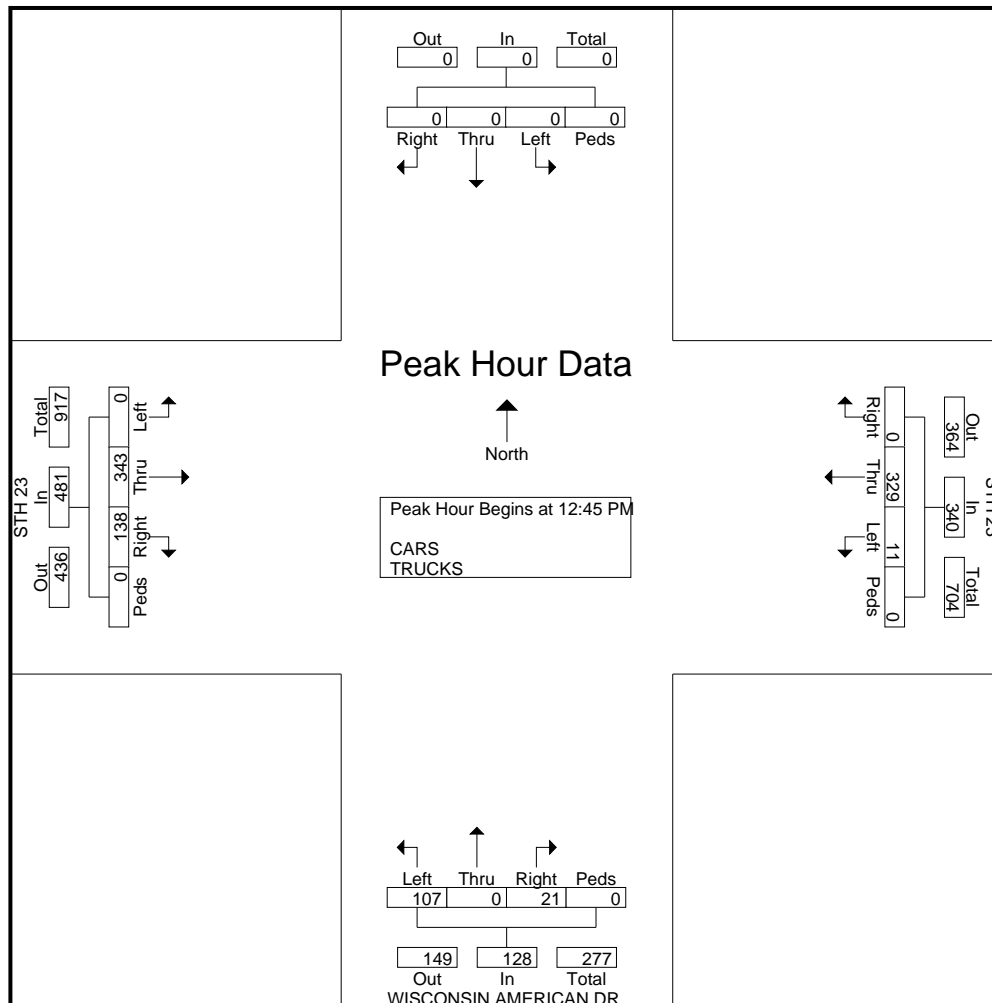 Out In Total
0 0 0
0 0 0 0
Right Thru Left Peds
Peak Hour Data
North
Peak Hour Begins at 12:45 PM
CARS
TRUCKS
STH 23
Total In Out
917 481 436
0 343 138 0
Left Thru Right Peds
Right Thru Left Peds
0 329 11 0
Out In Total
364 340 704
STH 23
Left Thru Right Peds
107 0 21 0
149 128 277
Out In Total
WISCONSIN AMERICAN DR